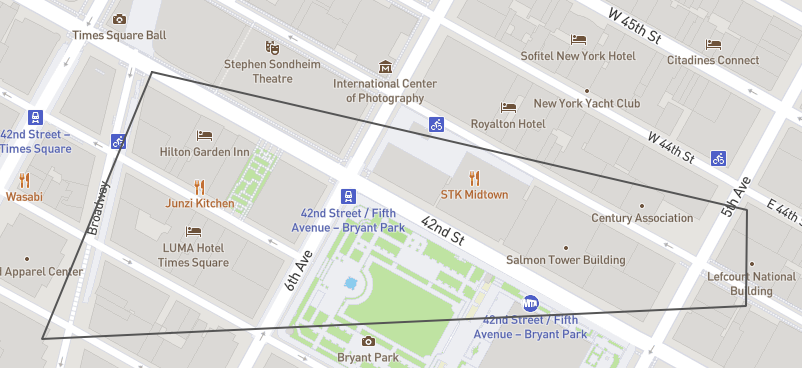 Times Square Ball
W 45th St
Sofitel New York Hotel
Citadines Connect
Stephen Sondheim
Theatre
International Center
of Photography
New York Yacht Club
Royalton Hotel
42nd Street –
Times Square
Hilton Garden Inn
W 44th St
Wasabi
Junzi Kitchen
STK Midtown
5th Ave
E 44th St
Broadway
42nd Street / Fifth
Avenue – Bryant Park
42nd St
Century Association
LUMA Hotel
Times Square
6th Ave
Salmon Tower Building
d Apparel Center
Lefcourt National
Building
MTA
42nd Street / Fifth
Avenue – Bryant Park
Bryant Park